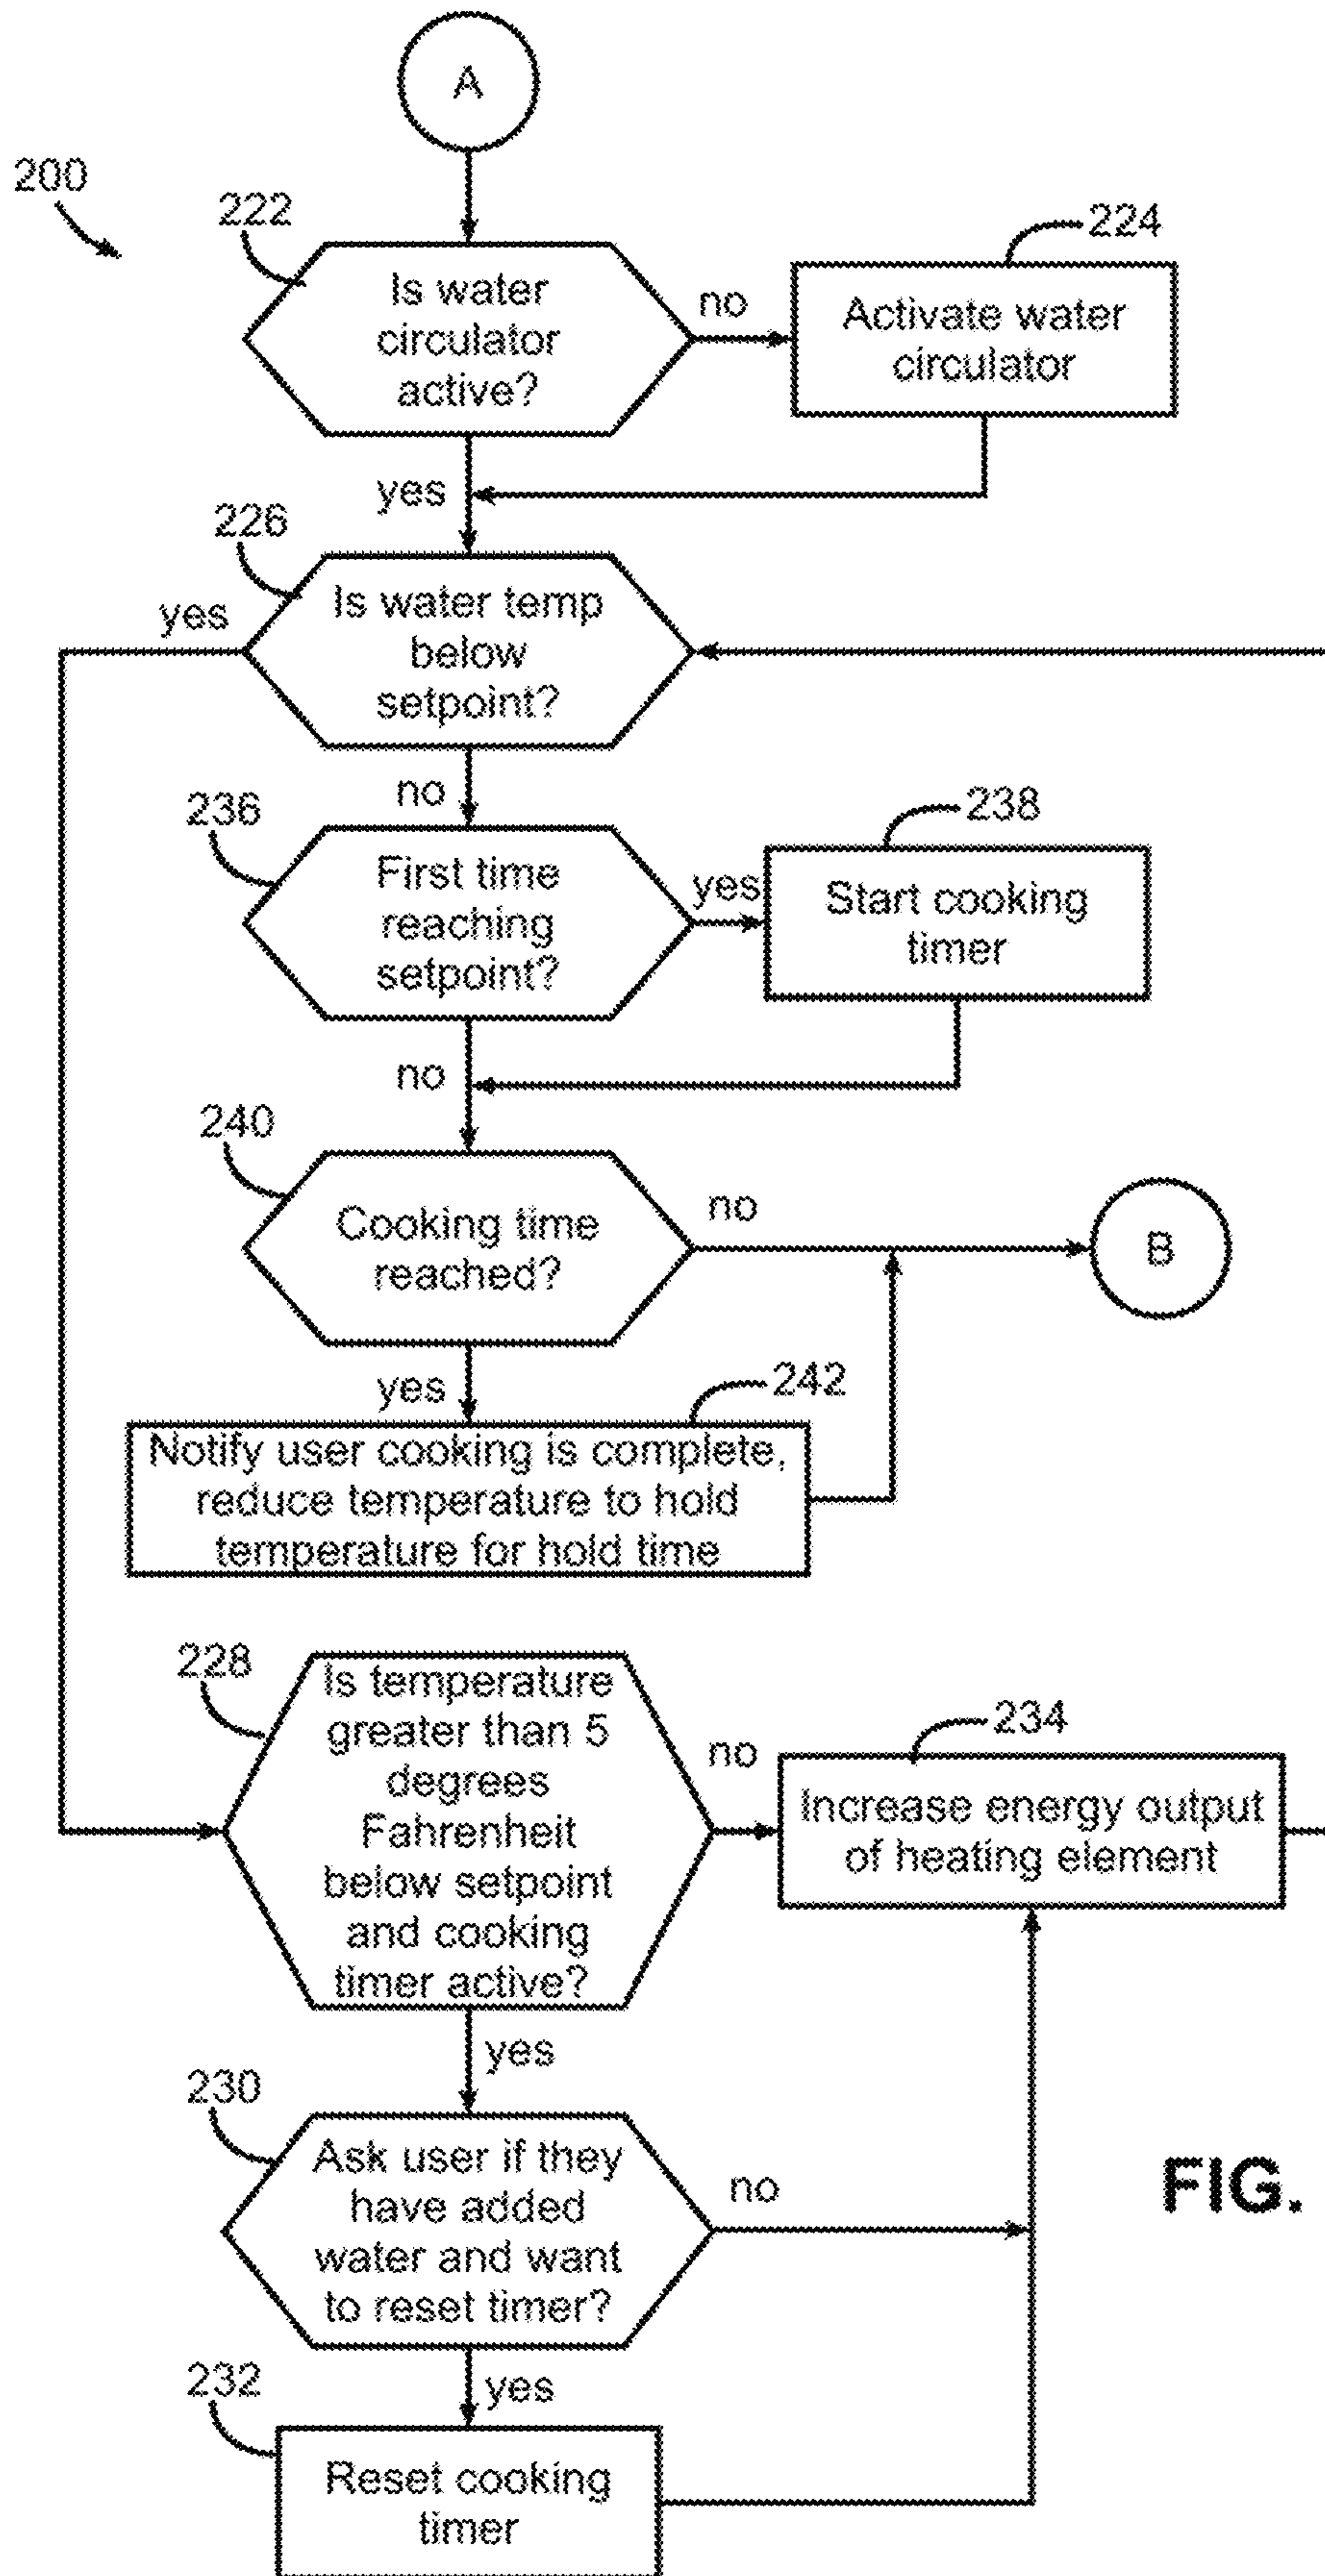 A
200
222
Is water
circulator
active?
no
224
Activate water
circulator
yes
226
yes
Is water temp
below
setpoint?
no
236
First time
reaching
setpoint?
yes
238
Start cooking
timer
no
240
Cooking time
reached?
no
B
yes
242
Notify user cooking is complete,
reduce temperature to hold
temperature for hold time
228
Is temperature
greater than 5
degrees
Fahrenheit
below setpoint
and cooking
timer active?
no
234
Increase energy output
of heating element
yes
230
Ask user if they
have added
water and want
to reset timer?
no
FIG.
yes
232
Reset cooking
timer